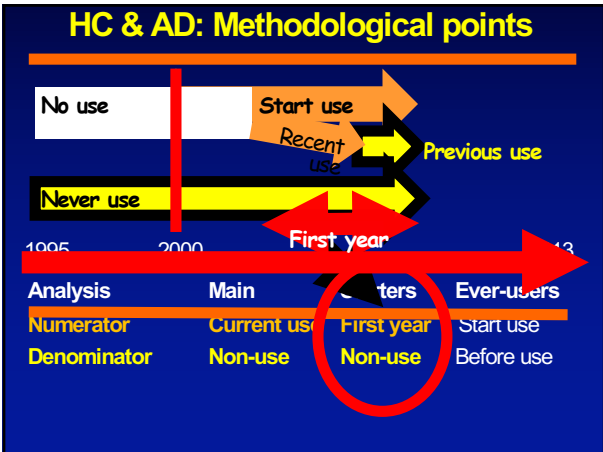 HC & AD: Methodological points
No use Start use
Recent
use
Previous use
Never use
First year
1995 2000 13
Analysis Main Ever-users
Numerator Current use First year Start use
Denominator Non-use Non-use Before use